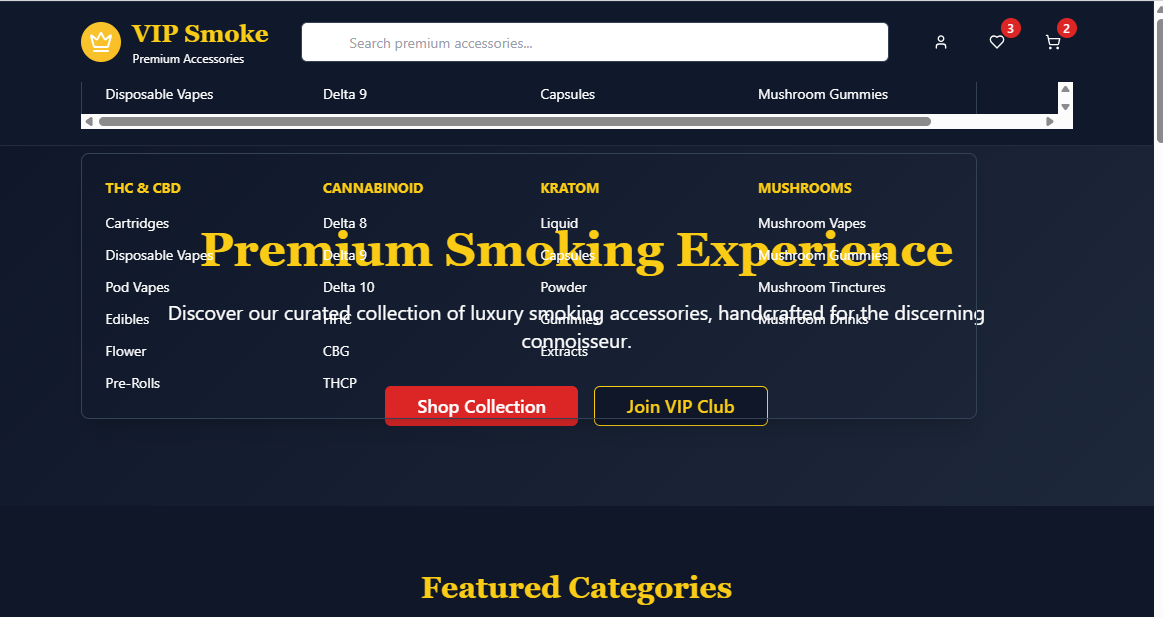 VIP Smoke
Premium Accessories
Search premium accessories...
3
2
Disposable Vapes Delta 9 Capsules Mushroom Gummies
THC & CBD CANNABINOID KRATOM MUSHROOMS
Cartridges Delta 8 Liquid Mushroom Vapes
Premium Smoking Experience
Disposable Vapes Delta 9 Capsules Mushroom Gummies
Pod Vapes Delta 10 Powder Mushroom Tinctures
Discover our curated collection of luxury smoking accessories, handcrafted for the discerning
Edibles HHC Gummies Mushroom Drinks
connoisseur.
Flower CBG Extracts
Pre-Rolls THCP
Shop Collection Join VIP Club
Featured Categories